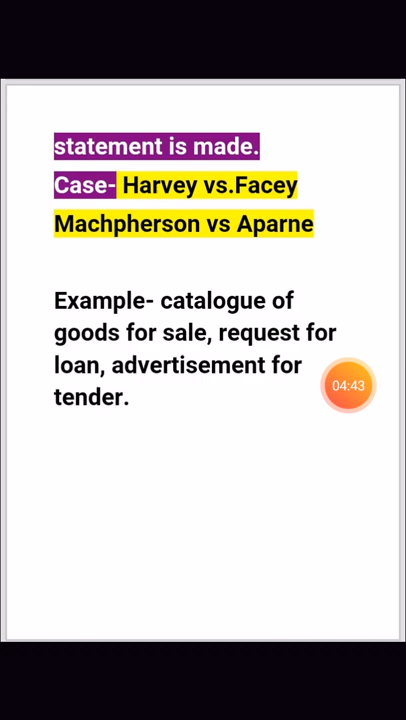 statement is made.
Case- Harvey vs.Facey
Machpherson vs Aparne
Example- catalogue of
goods for sale, request for
loan, advertisement for
tender.
04:43